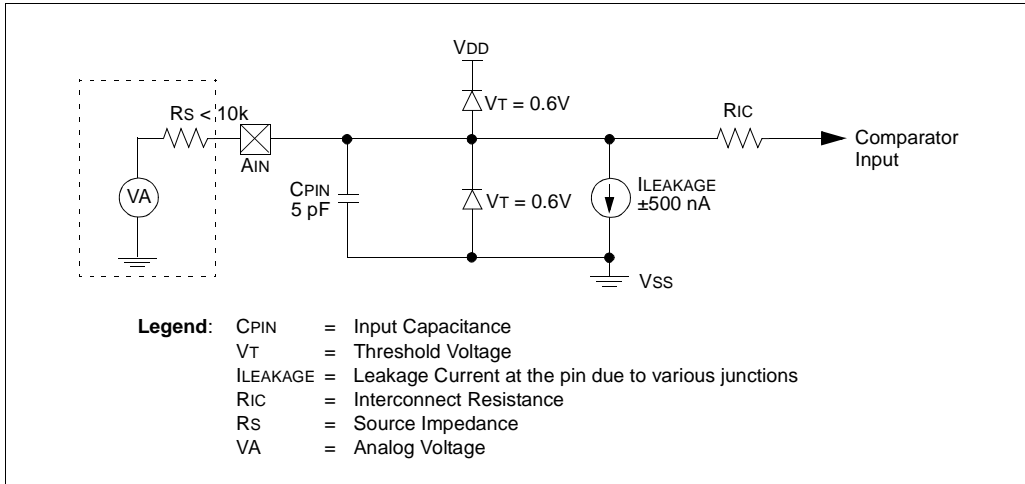 VDD
VT = 0.6V
RS < 10k
RIC
AIN
Comparator
Input
VA
CPIN
5 pF
VT = 0.6V
ILEAKAGE
±500 nA
VSS
Legend: CPIN = Input Capacitance
VT = Threshold Voltage
ILEAKAGE = Leakage Current at the pin due to various junctions
RIC = Interconnect Resistance
RS = Source Impedance
VA = Analog Voltage